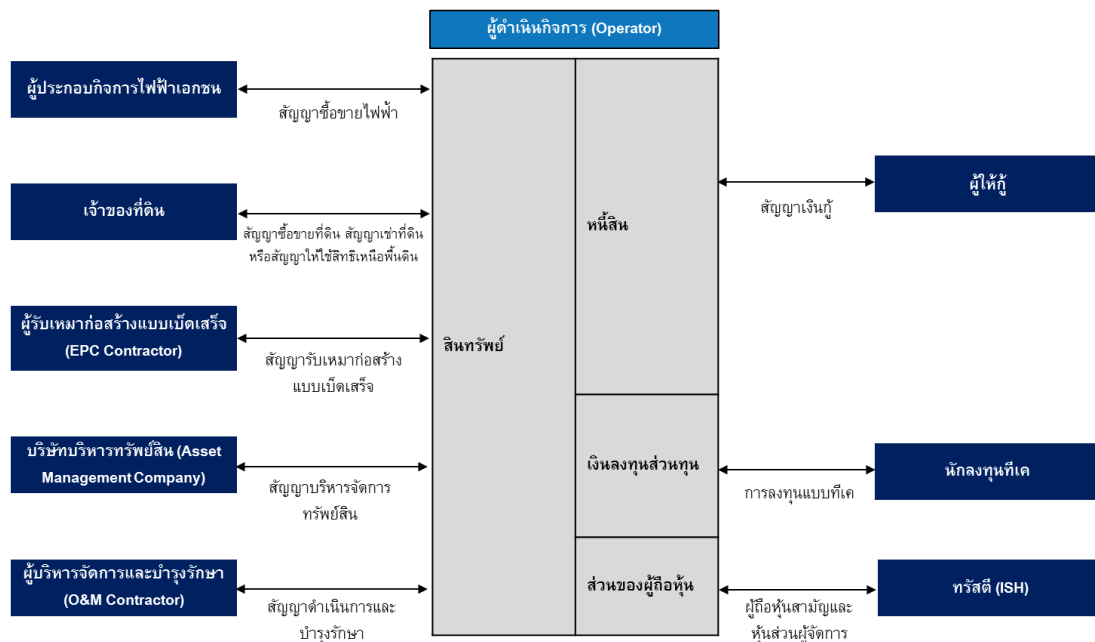 ผู้ดำเนินกิจการ (Operator)
ผู้ประกอบกิจการไฟฟ้าเอกชน
สัญญาซื้อขายไฟฟ้า
เจ้าของที่ดิน
สัญญาซื้อขายที่ดิน สัญญาเช่าที่ดิน
หรือสัญญาให้ใช้สิทธิเหนือพื้นดิน
ผู้รับเหมาก่อสร้างแบบเบ็ดเสร็จ
(EPC Contractor)
สัญญารับเหมาก่อสร้าง
แบบเบ็ดเสร็จ
บริษัทบริหารทรัพย์สิน (Asset
Management Company)
สัญญาบริหารจัดการ
ทรัพย์สิน
ผู้บริหารจัดการและบำรุงรักษา
(O&M Contractor)
สัญญาดำเนินการและ
บำรุงรักษา
สินทรัพย์
หนี้สิน
เงินลงทุนส่วนทุน
ส่วนของผู้ถือหุ้น
ผู้ให้กู้
สัญญาเงินกู้
นักลงทุนทีเค
การลงทุนแบบทีเค
ทรัสตี (ISH)
ผู้ถือหุ้นสามัญและ
หุ้นส่วนผู้จัดการ